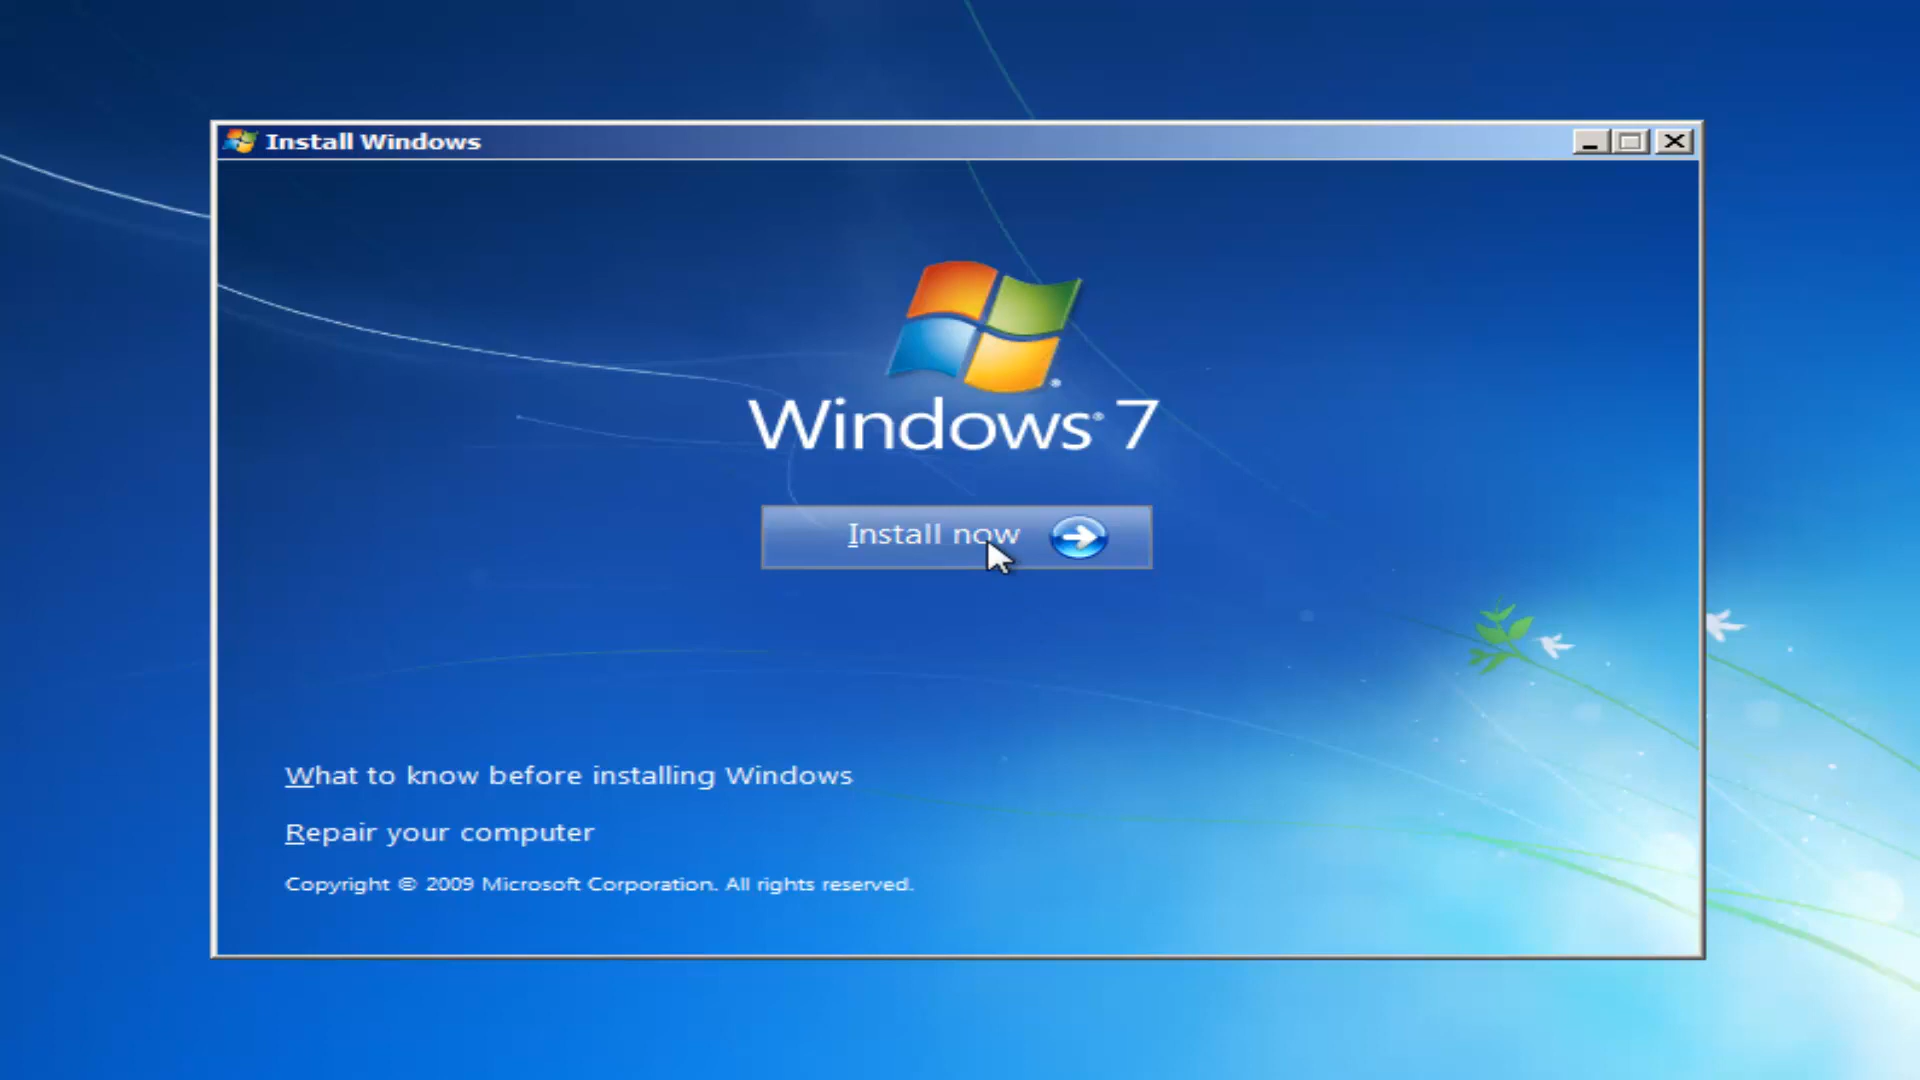 Install Windows
Windows® 7
Install now
What to know before installing Windows
Repair your computer
Copyright © 2009 Microsoft Corporation. All rights reserved.